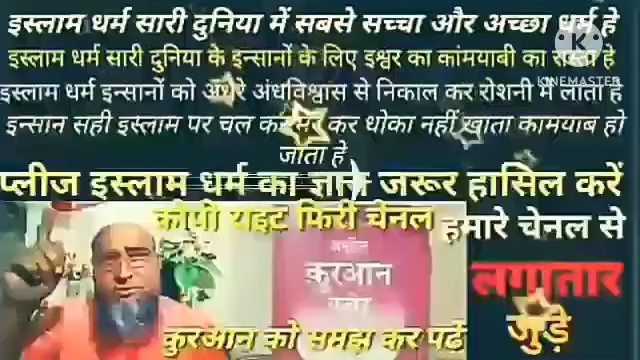 इस्लाम धर्म सारी दुनिया में सबसे सच्चा और अच्छा धर्म हे
इस्लाम धर्म सारी दुनिया के इन्सानों के लिए इश्वर का कांमयाबी का रास्ता हे
इस्लाम धर्म इन्सानों को अंधेरे अंधविश्वास से निकाल कर रोशनी में लाता हे
इन्सान सही इस्लाम पर चल कर धोका नहीं खाता कामयाब हो
जाता हे
प्लीज इस्लाम धर्म का ज्ञान जरूर हासिल करें
कॉपी राइट फिरी चेनल
हमारे चेनल से
लगातार
जुड़े
कुरआन
कुरआन को समझ कर पढें
KINEMASTER